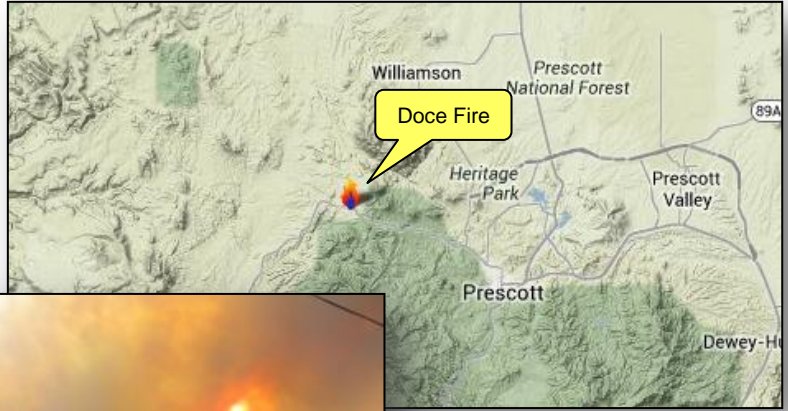 Williamson
Prescott
National Forest
Doce Fire
89A
Heritage
Park
Prescott
Valley
Prescott
Dewey-Hu